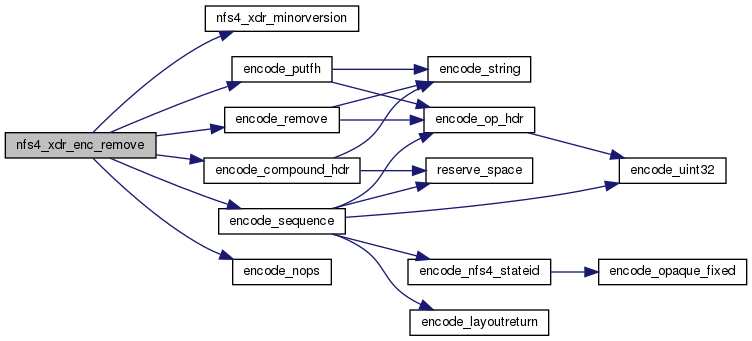 nfs4_xdr_minorversion
encode_putfh
encode_string
encode_remove
encode_op_hdr
nfs4_xdr_enc_remove
encode_compound_hdr
reserve_space
encode_uint32
encode_sequence
encode_nops
encode_nfs4_stateid
encode_opaque_fixed
encode_layoutreturn